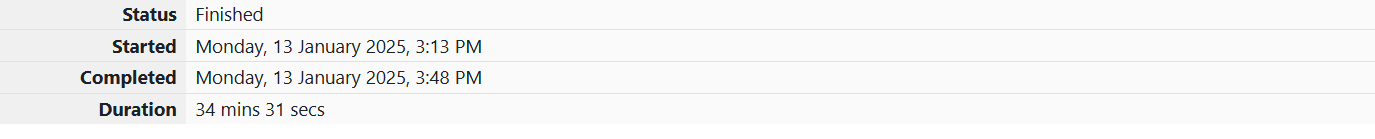 Status Finished
Started Monday, 13 January 2025, 3:13 PM
Completed Monday, 13 January 2025, 3:48 PM
Duration 34 mins 31 secs